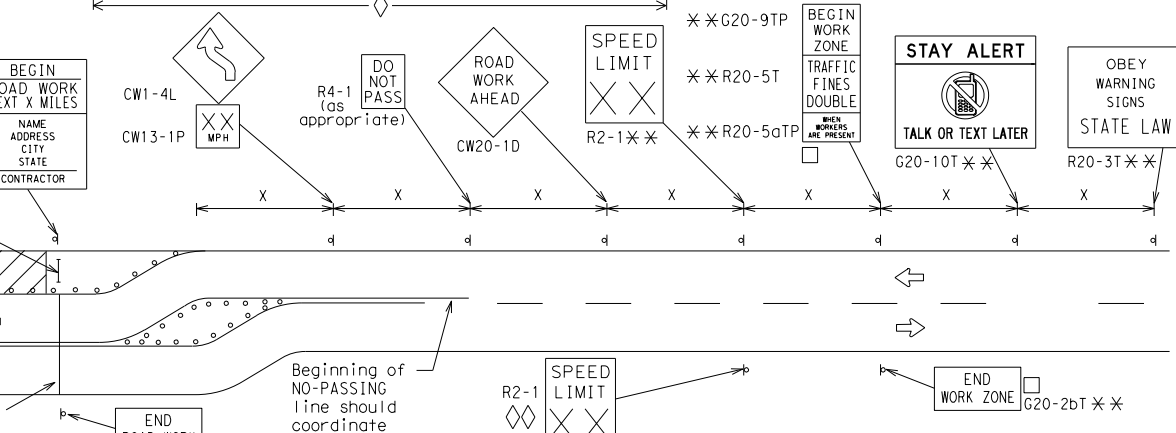 BEGIN
ROAD WORK
NEXT X MILES
NAME
ADDRESS
CITY
STATE
CONTRACTOR
CW1-4L
CW13-1P
XX
MPH
R4-1
(as
appropriate)
DO
NOT
PASS
ROAD
WORK
AHEAD
CW20-1D
SPEED
LIMIT
X X
R2-1**
**G20-9TP
**R20-5T
**R20-5aTP
BEGIN
WORK
ZONE
TRAFFIC
FINES
DOUBLE
WHEN
WORKERS
ARE PRESENT
STAY ALERT
TALK OR TEXT LATER
G20-10T**
OBEY
WARNING
SIGNS
STATE LAW
R20-3T**
X
X
X
X
X
X
X
Beginning of
NO-PASSING
line should
coordinate
R2-1
SPEED
LIMIT
X X
END
WORK ZONE
G20-2bT**
END
ROAD WORK